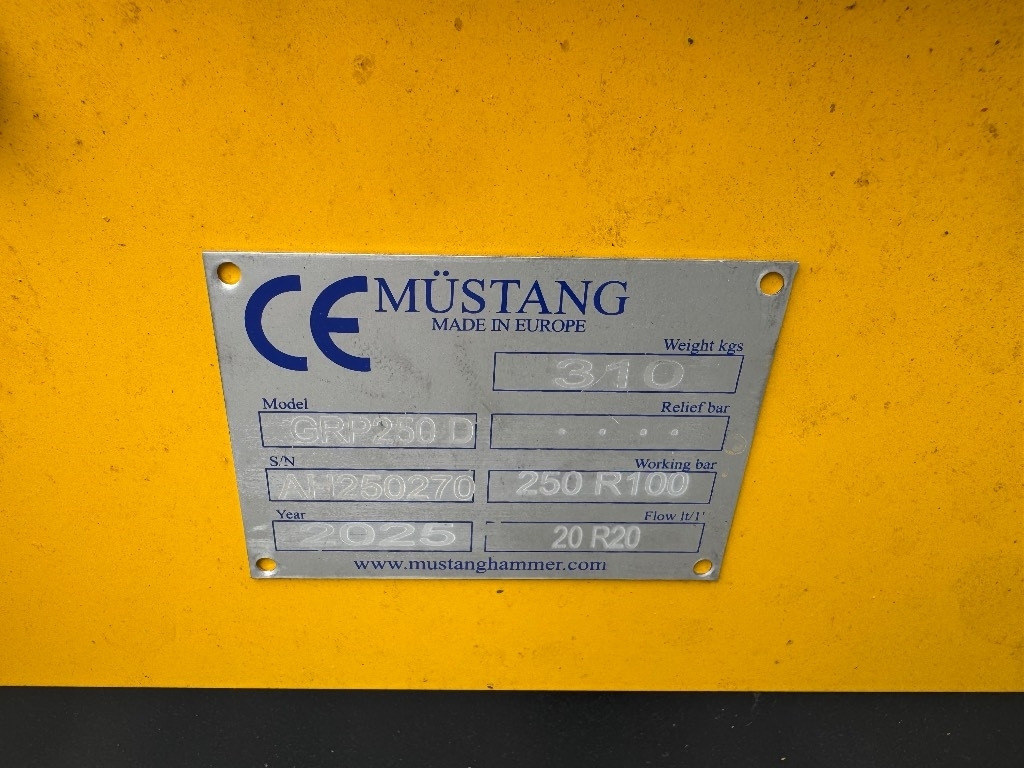 CE MÜSTANG
MADE IN EUROPE
Weight kgs
310
Model
Relief bar
GRP250 D
. . . .
S/N
Working bar
AH250270
250 R100
Year
Flow lt/1'
2025
20 R20
www.mustanghammer.com